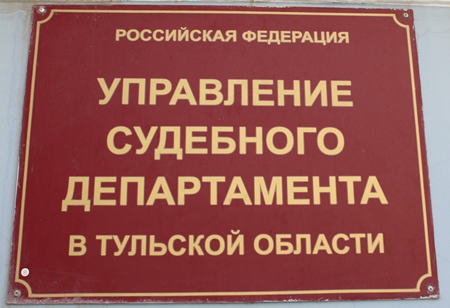 РОССИЙСКАЯ ФЕДЕРАЦИЯ
УПРАВЛЕНИЕ
СУДЕБНОГО
ДЕПАРТАМЕНТА
В ТУЛЬСКОЙ ОБЛАСТИ